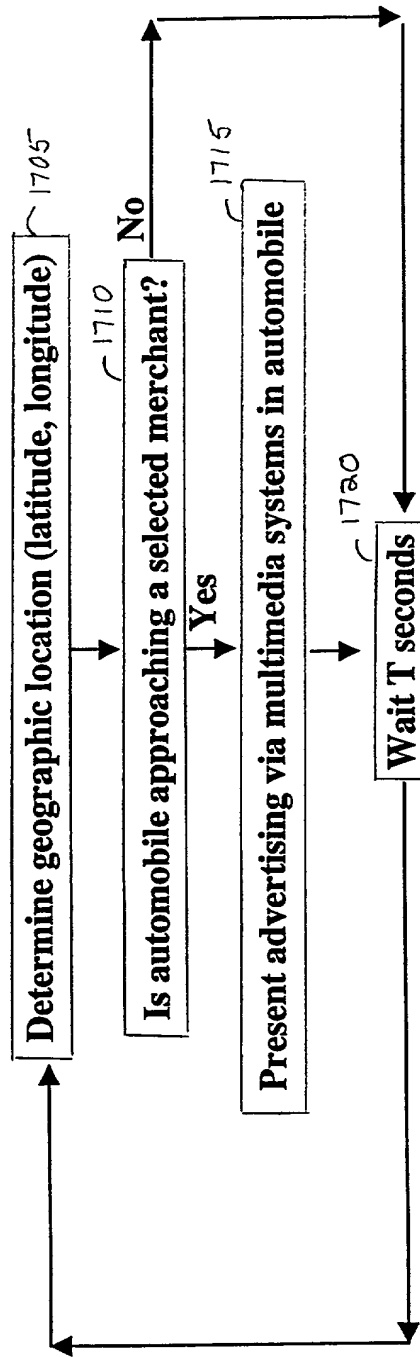 Determine geographic location (latitude, longitude)
1705
Is automobile approaching a selected merchant?
1710
No
Yes
Present advertising via multimedia systems in automobile
1715
Wait T seconds
1720